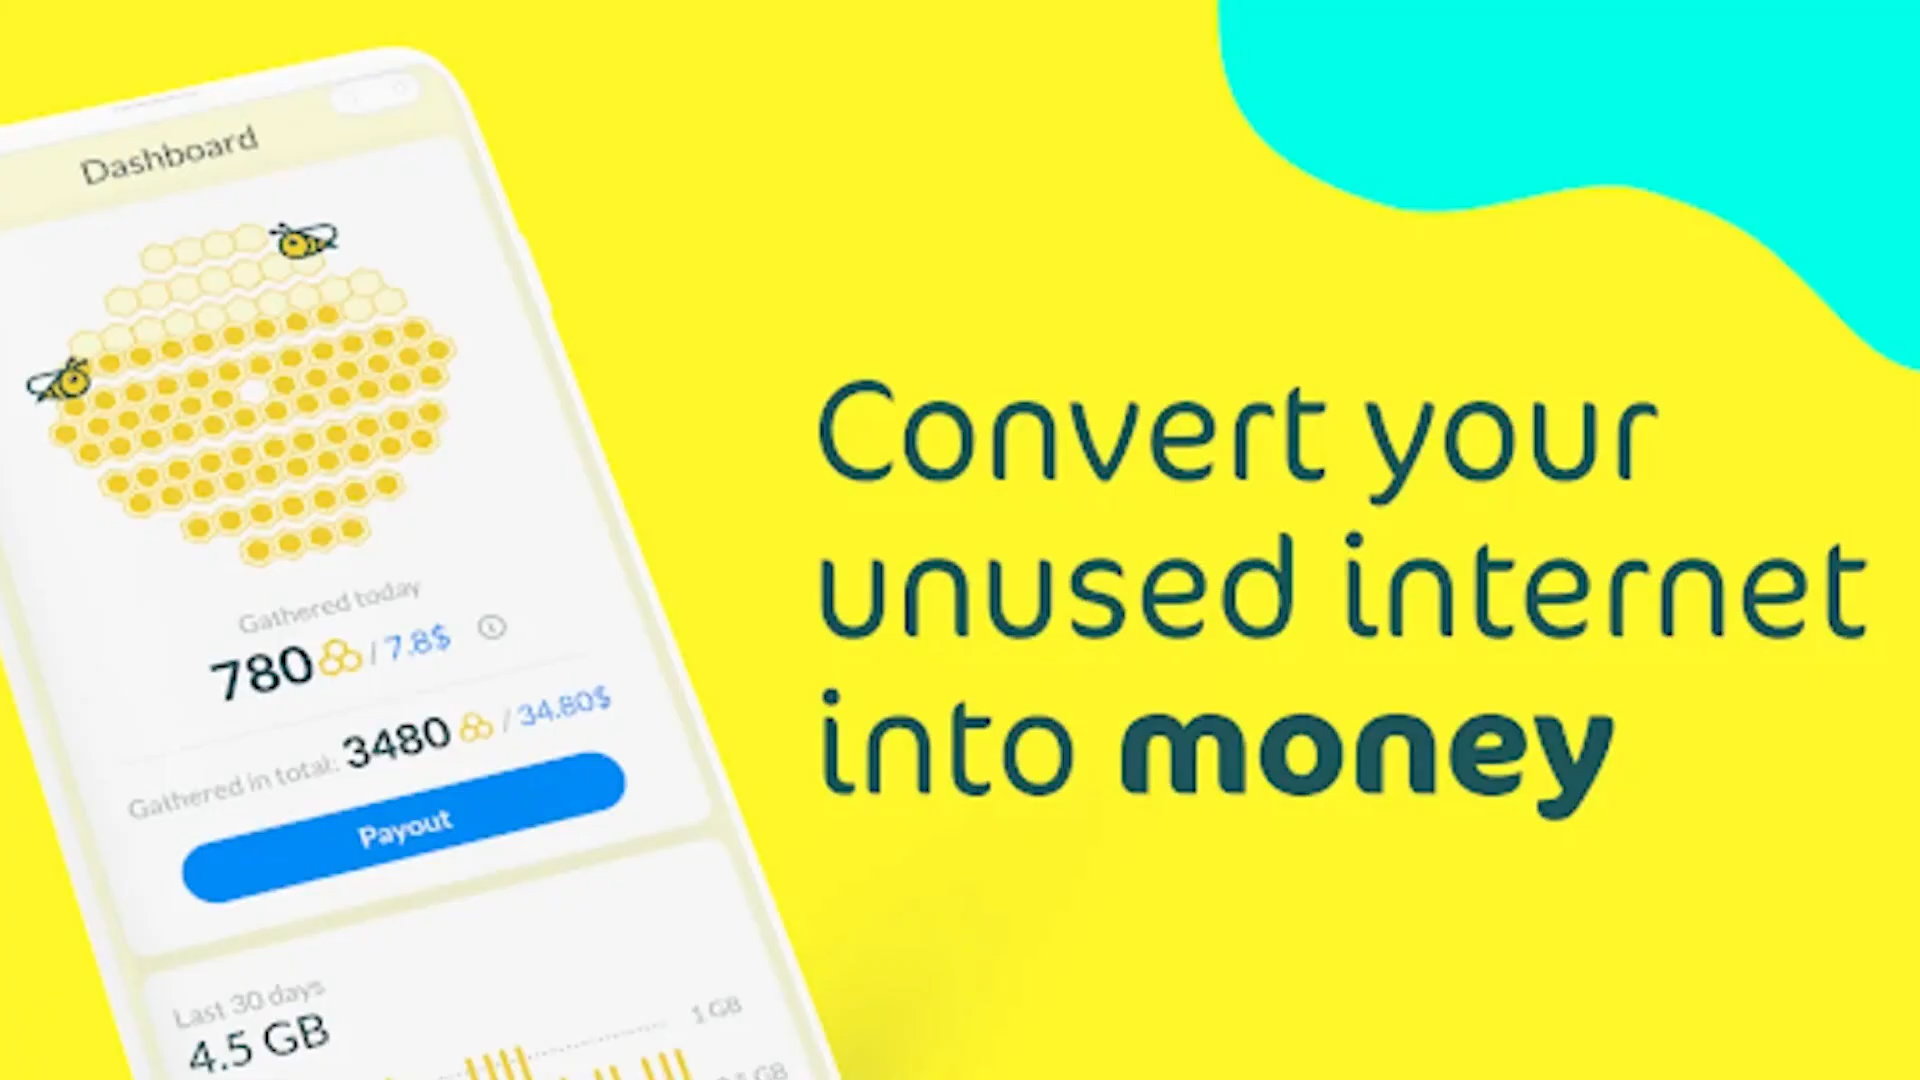 Dashboard
Gathered today
780 / 7.8$
Gathered in total: 3480 / 34.80$
Payout
Last 30 days
4.5 GB
1 GB
Convert your
unused internet
into money